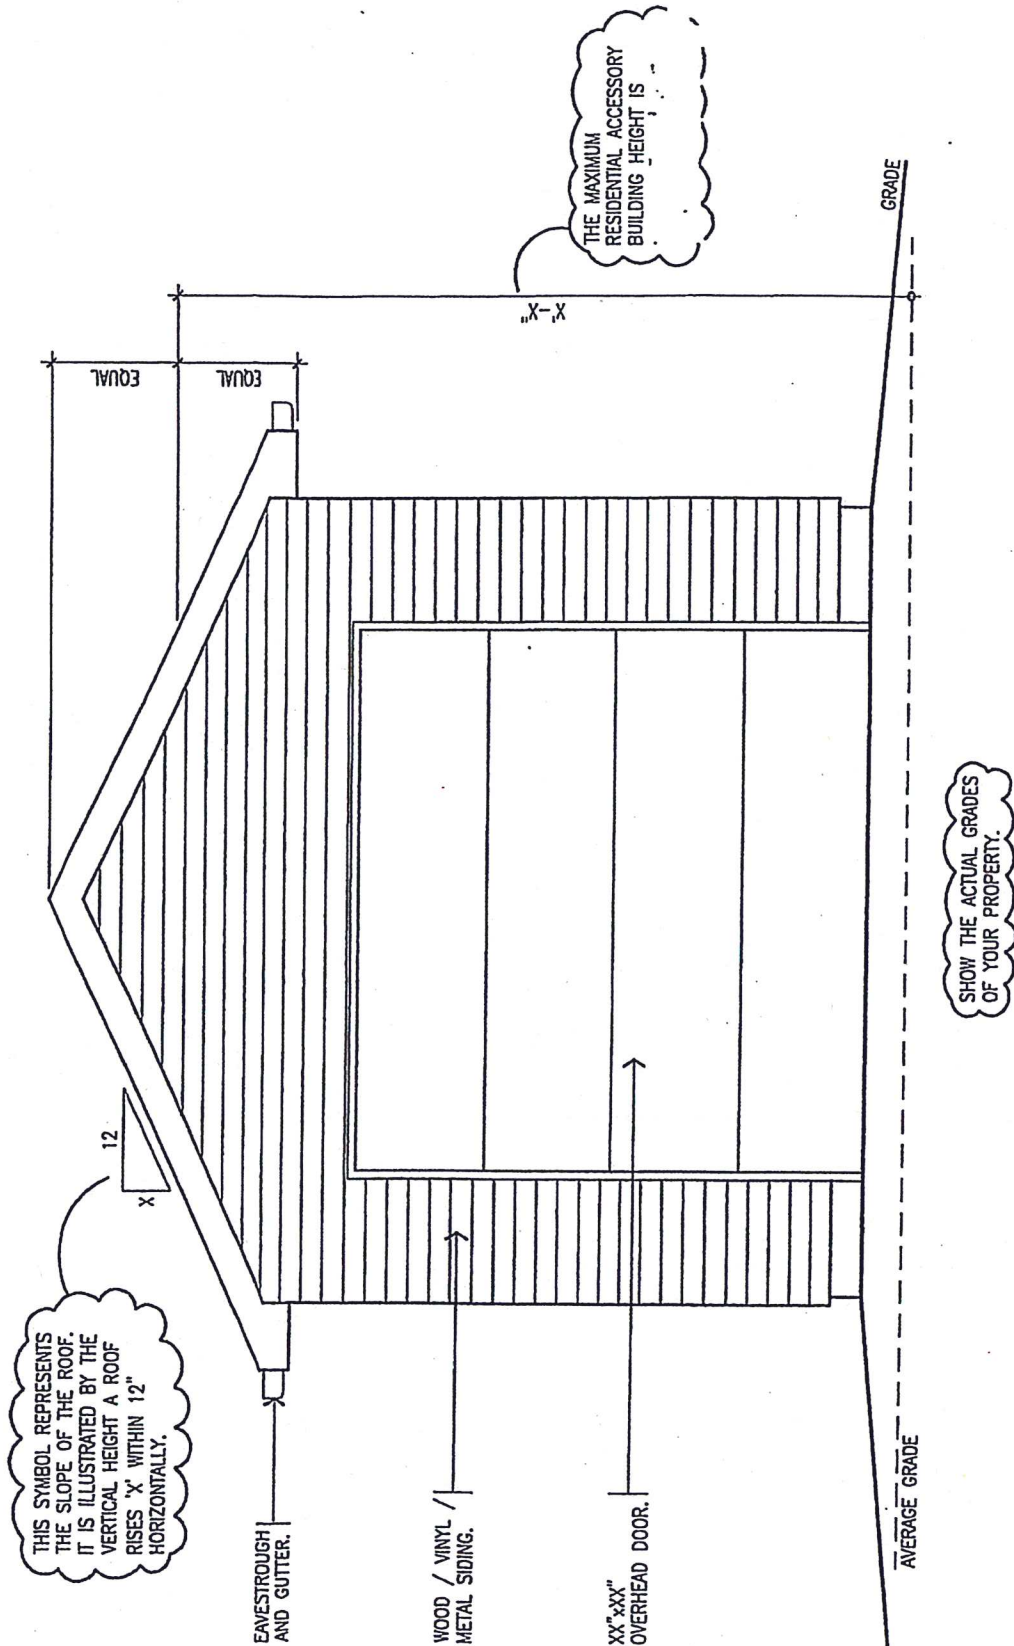 THIS SYMBOL REPRESENTS
THE SLOPE OF THE ROOF.
IT IS ILLUSTRATED BY THE
VERTICAL HEIGHT A ROOF
RISES 'X' WITHIN 12"
HORIZONTALLY.
12
X
EQUAL
EQUAL
X'-X"
THE MAXIMUM
RESIDENTIAL ACCESSORY
BUILDING HEIGHT IS
EAVESTROUGH
AND GUTTER.
WOOD / VINYL /
METAL SIDING.
XX"xXX"
OVERHEAD DOOR.
GRADE
AVERAGE GRADE
SHOW THE ACTUAL GRADES
OF YOUR PROPERTY.